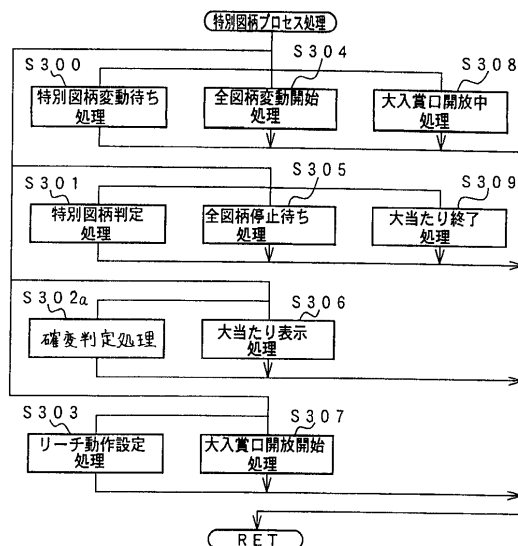 特別図柄プロセス処理
S300
S304
S308
特別図柄変動待ち
処理
全図柄変動開始
処理
大入賞口開放中
処理
S301
S305
S309
特別図柄判定
処理
全図柄停止待ち
処理
大当たり終了
処理
S302a
S306
確変判定処理
大当たり表示
処理
S303
S307
リーチ動作設定
処理
大入賞口開放開始
処理
RET